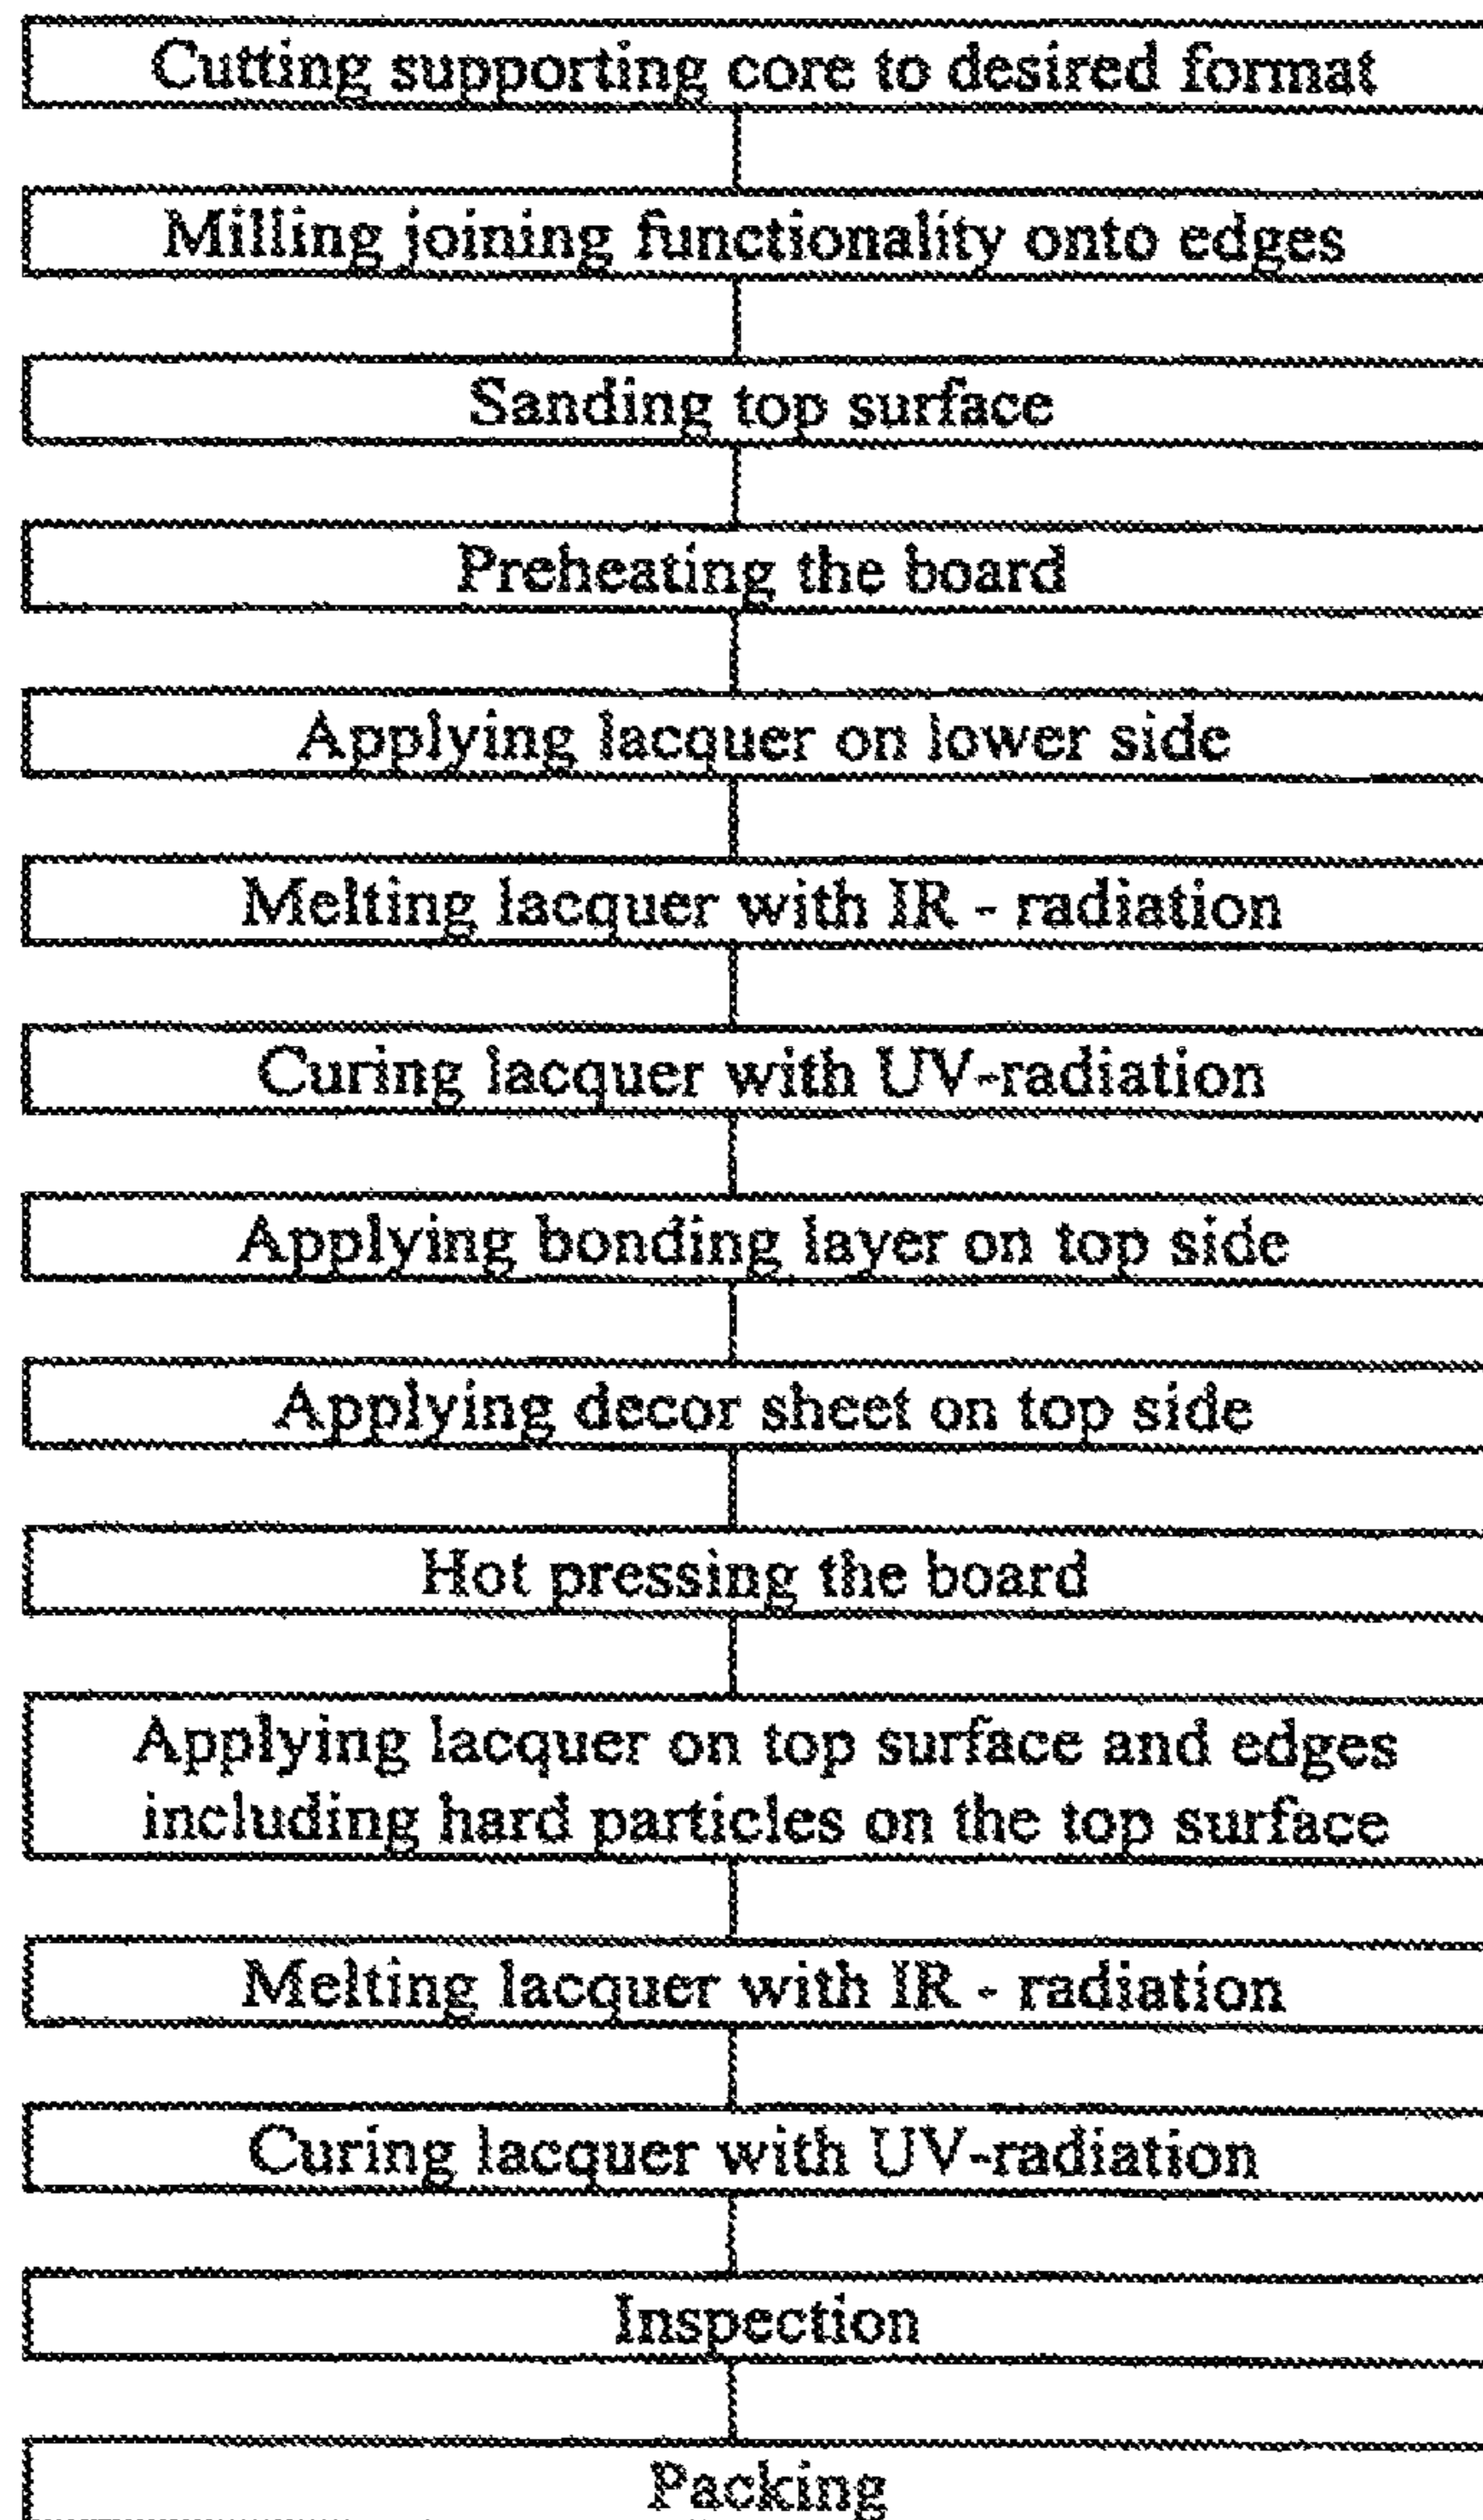 Cutting supporting core to desired format
Milling joining functionality onto edges
Sanding top surface
Preheating the board
Applying lacquer on lower side
Melting lacquer with IR - radiation
Curing lacquer with UV-radiation
Applying bonding layer on top side
Applying decor sheet on top side
Hot pressing the board
Applying lacquer on top surface and edges
including hard particles on the top surface
Melting lacquer with IR - radiation
Curing lacquer with UV-radiation
Inspection
Packing